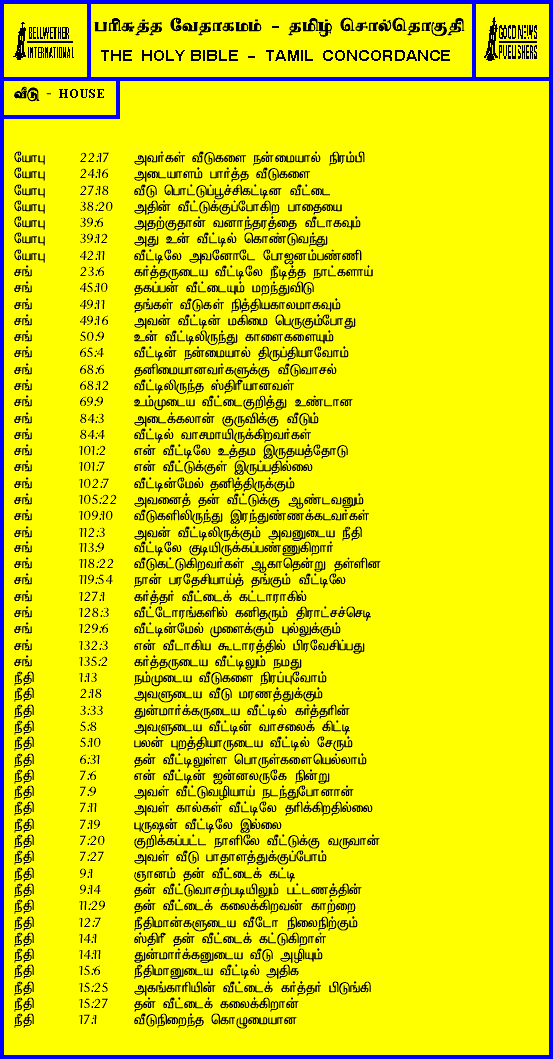 BELLWETHER
INTERNATIONAL
பரிசுத்த வேதாகமம் - தமிழ் சொல்தொகுதி
THE HOLY BIBLE - TAMIL CONCORDANCE
GOOD NEWS
PUBLISHERS
வீடு - HOUSE
யோபு 22:17 அவர்கள் வீடுகளை நன்மையால் நிரம்பி
யோபு 24:16 அடையாளம் பார்த்த வீடுகளை
யோபு 27:18 வீடு பொட்டுப்பூச்சிகட்டின வீட்டை
யோபு 38:20 அதின் வீட்டுக்குப்போகிற பாதையை
யோபு 39:6 அதற்குதான் வனாந்தரத்தை வீடாகவும்
யோபு 39:12 அது உன் வீட்டில் கொண்டுவந்து
யோபு 42:11 வீட்டிலே அவனோடே போஜனம்பண்ணி
சங் 23:6 கர்த்தருடைய வீட்டிலே நீடித்த நாட்களாய்
சங் 45:10 தகப்பன் வீட்டையும் மறந்துவிடு
சங் 49:11 தங்கள் வீடுகள் நித்தியகாலமாகவும்
சங் 49:16 அவன் வீட்டின் மகிமை பெருகும்போது
சங் 50:9 உன் வீட்டிலிருந்து காளைகளையும்
சங் 65:4 வீட்டின் நன்மையால் திருப்தியாவோம்
சங் 68:6 தனிமையானவர்களுக்கு வீடுவாசல்
சங் 68:12 வீட்டிலிருந்த ஸ்திரீயானவள்
சங் 69:9 உம்முடைய வீட்டைகுறித்து உண்டான
சங் 84:3 அடைக்கலான் குருவிக்கு வீடும்
சங் 84:4 வீட்டில் வாசமாயிருக்கிறவர்கள்
சங் 101:2 என் வீட்டிலே உத்தம இருதயத்தோடு
சங் 101:7 என் வீட்டுக்குள் இருப்பதில்லை
சங் 102:7 வீட்டின்மேல் தனித்திருக்கும்
சங் 105:22 அவனைத் தன் வீட்டுக்கு ஆண்டவனும்
சங் 109:10 வீடுகளிலிருந்து இரந்துண்ணக்கடவர்கள்
சங் 112:3 அவன் வீட்டிலிருக்கும் அவனுடைய நீதி
சங் 113:9 வீட்டிலே குடியிருக்கப்பண்ணுகிறார்
சங் 118:22 வீடுகட்டுகிறவர்கள் ஆகாதென்று தள்ளின
சங் 119:54 நான் பரதேசியாய்த் தங்கும் வீட்டிலே
சங் 127:1 கர்த்தர் வீட்டைக் கட்டாராகில்
சங் 128:3 வீட்டோரங்களில் கனிதரும் திராட்சச்செடி
சங் 129:6 வீட்டின்மேல் முளைக்கும் புல்லுக்கும்
சங் 132:3 என் வீடாகிய கூடாரத்தில் பிரவேசிப்பது
சங் 135:2 கர்த்தருடைய வீட்டிலும் நமது
நீதி 1:13 நம்முடைய வீடுகளை நிரப்புவோம்
நீதி 2:18 அவளுடைய வீடு மரணத்துக்கும்
நீதி 3:33 துன்மார்க்கருடைய வீட்டில் கர்த்தரின்
நீதி 5:8 அவளுடைய வீட்டின் வாசலைக் கிட்டி
நீதி 5:10 பலன் புறத்தியாருடைய வீட்டில் சேரும்
நீதி 6:31 தன் வீட்டிலுள்ள பொருள்களையெல்லாம்
நீதி 7:6 என் வீட்டின் ஜன்னலருகே நின்று
நீதி 7:9 அவள் வீட்டுவழியாய் நடந்துபோனான்
நீதி 7:11 அவள் கால்கள் வீட்டிலே தரிக்கிறதில்லை
நீதி 7:19 புருஷன் வீட்டிலே இல்லை
நீதி 7:20 குறிக்கப்பட்ட நாளிலே வீட்டுக்கு வருவான்
நீதி 7:27 அவள் வீடு பாதாளத்துக்குப்போம்
நீதி 9:1 ஞானம் தன் வீட்டைக் கட்டி
நீதி 9:14 தன் வீட்டுவாசற்படியிலும் பட்டணத்தின்
நீதி 11:29 தன் வீட்டைக் கலைக்கிறவன் காற்றை
நீதி 12:7 நீதிமான்களுடைய வீடோ நிலைநிற்கும்
நீதி 14:1 ஸ்திரீ தன் வீட்டைக் கட்டுகிறாள்
நீதி 14:11 துன்மார்க்கனுடைய வீடு அழியும்
நீதி 15:6 நீதிமானுடைய வீட்டில் அதிக
நீதி 15:25 அகங்காரியின் வீட்டைக் கர்த்தர் பிடுங்கி
நீதி 15:27 தன் வீட்டைக் கலைக்கிறான்
நீதி 17:1 வீடுநிறைந்த கொழுமையான